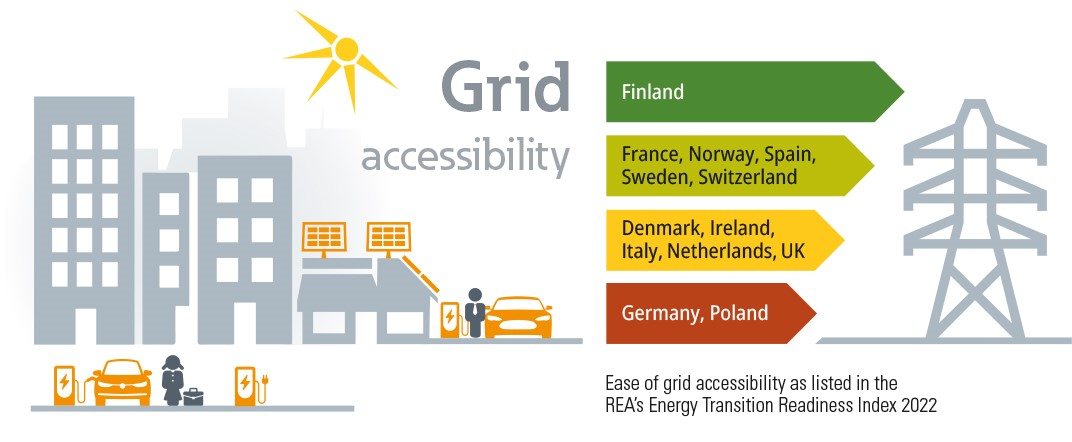 Grid
accessibility
Finland
France, Norway, Spain,
Sweden, Switzerland
Denmark, Ireland,
Italy, Netherlands, UK
Germany, Poland
Ease of grid accessibility as listed in the
REA's Energy Transition Readiness Index 2022